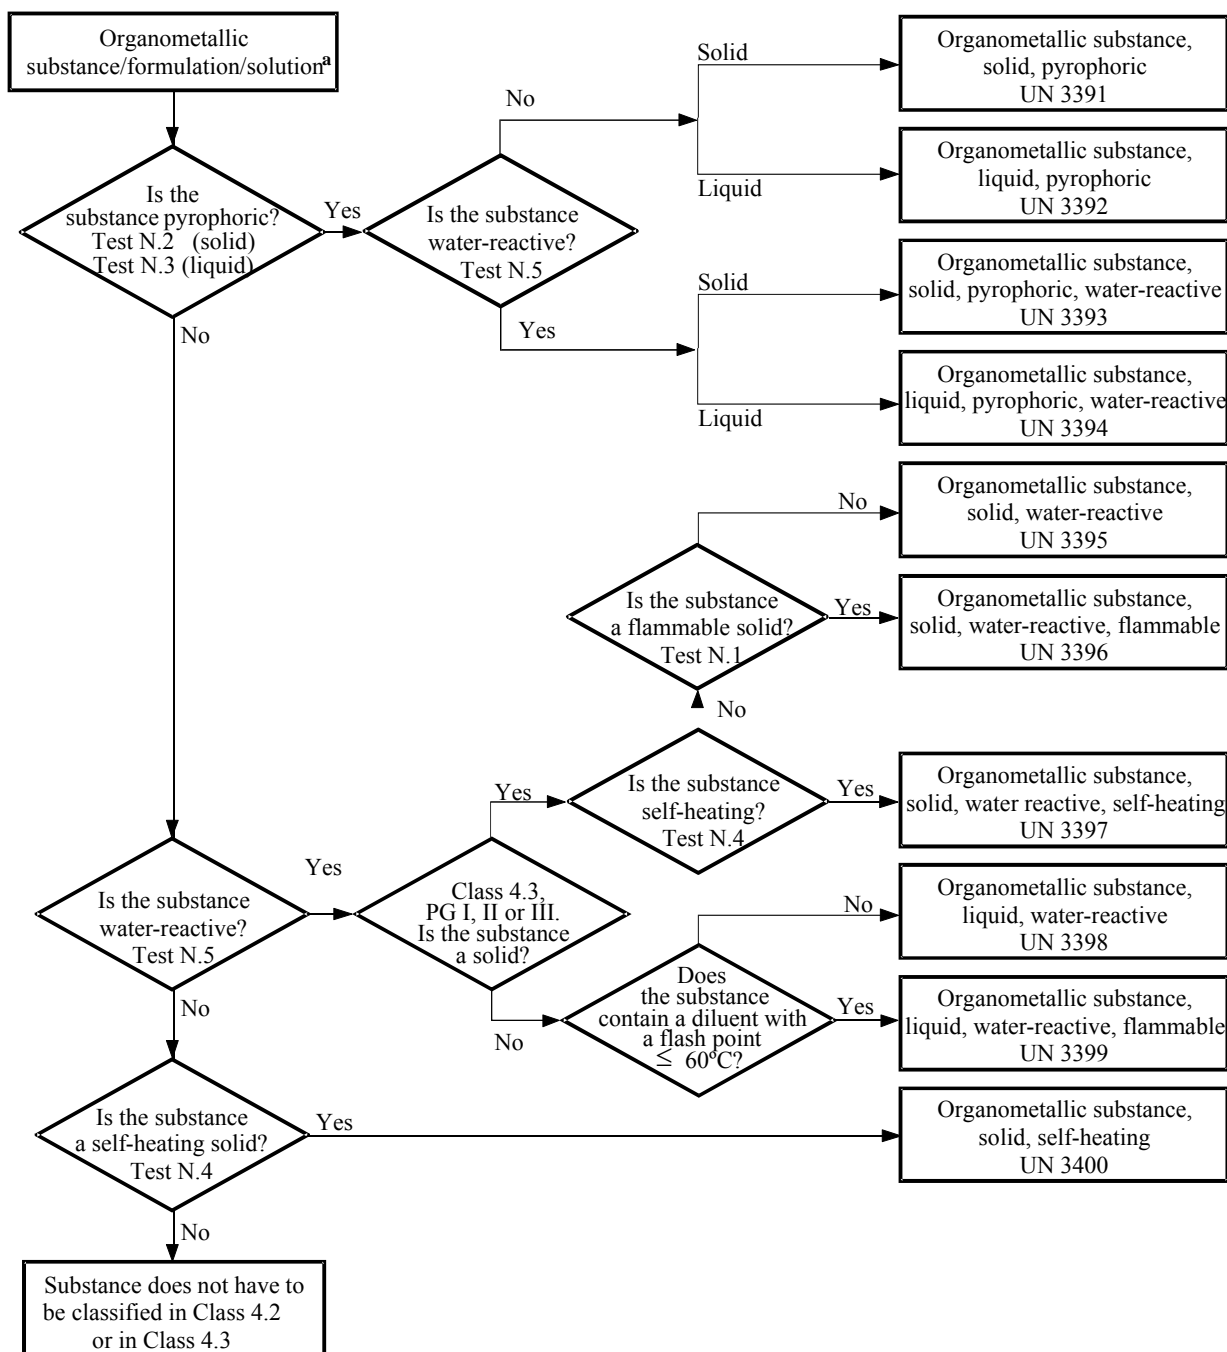 Organometallic
substance/formulation/solutiona
Is the
substance pyrophoric?
Test N.2 (solid)
Test N.3 (liquid)
Yes
No
Is the substance
water-reactive?
Test N.5
No
Yes
Solid
Liquid
Solid
Liquid
Organometallic substance,
solid, pyrophoric
UN 3391
Organometallic substance,
liquid, pyrophoric
UN 3392
Organometallic substance,
solid, pyrophoric, water-reactive
UN 3393
Organometallic substance,
liquid, pyrophoric, water-reactive
UN 3394
Organometallic substance,
solid, water-reactive
UN 3395
No
Is the substance
a flammable solid?
Test N.1
Yes
Organometallic substance,
solid, water-reactive, flammable
UN 3396
No
Is the substance
self-heating?
Test N.4
Yes
Yes
Organometallic substance,
solid, water reactive, self-heating
UN 3397
Is the substance
water-reactive?
Test N.5
Yes
Class 4.3,
PG I, II or III.
Is the substance
a solid?
No
Organometallic substance,
liquid, water-reactive
UN 3398
Does
the substance
contain a diluent with
a flash point
≤ 60ºC?
No
Yes
Organometallic substance,
liquid, water-reactive, flammable
UN 3399
No
Is the substance
a self-heating solid?
Test N.4
Yes
Organometallic substance,
solid, self-heating
UN 3400
No
Substance does not have to
be classified in Class 4.2
or in Class 4.3